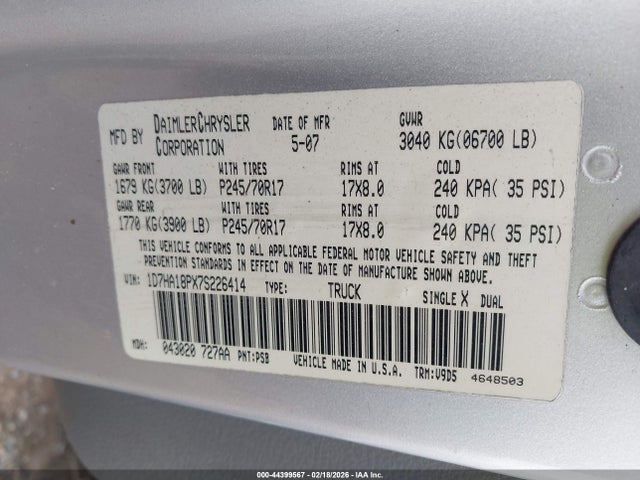 MFD BY DAIMLERCHRYSLER CORPORATION DATE OF MFR 5-07 GVWR 3040 KG(06700 LB)
GAWR FRONT WITH TIRES RIMS AT COLD
1679 KG(3700 LB) P245/70R17 17X8.0 240 KPA( 35 PSI)
GAWR REAR WITH TIRES RIMS AT COLD
1770 KG(3900 LB) P245/70R17 17X8.0 240 KPA( 35 PSI)
THIS VEHICLE CONFORMS TO ALL APPLICABLE FEDERAL MOTOR VEHICLE SAFETY AND THEFT
PREVENTION STANDARDS IN EFFECT ON THE DATE OF MANUFACTURE SHOWN ABOVE.
VIN: 1D7HA18PX7S226414 TYPE: TRUCK SINGLE X DUAL
MDH: 043020 727AA PNT:PSB VEHICLE MADE IN U.S.A. TRM:V9D5 4648503
000-44399567 - 02/18/2026 - IAA Inc.